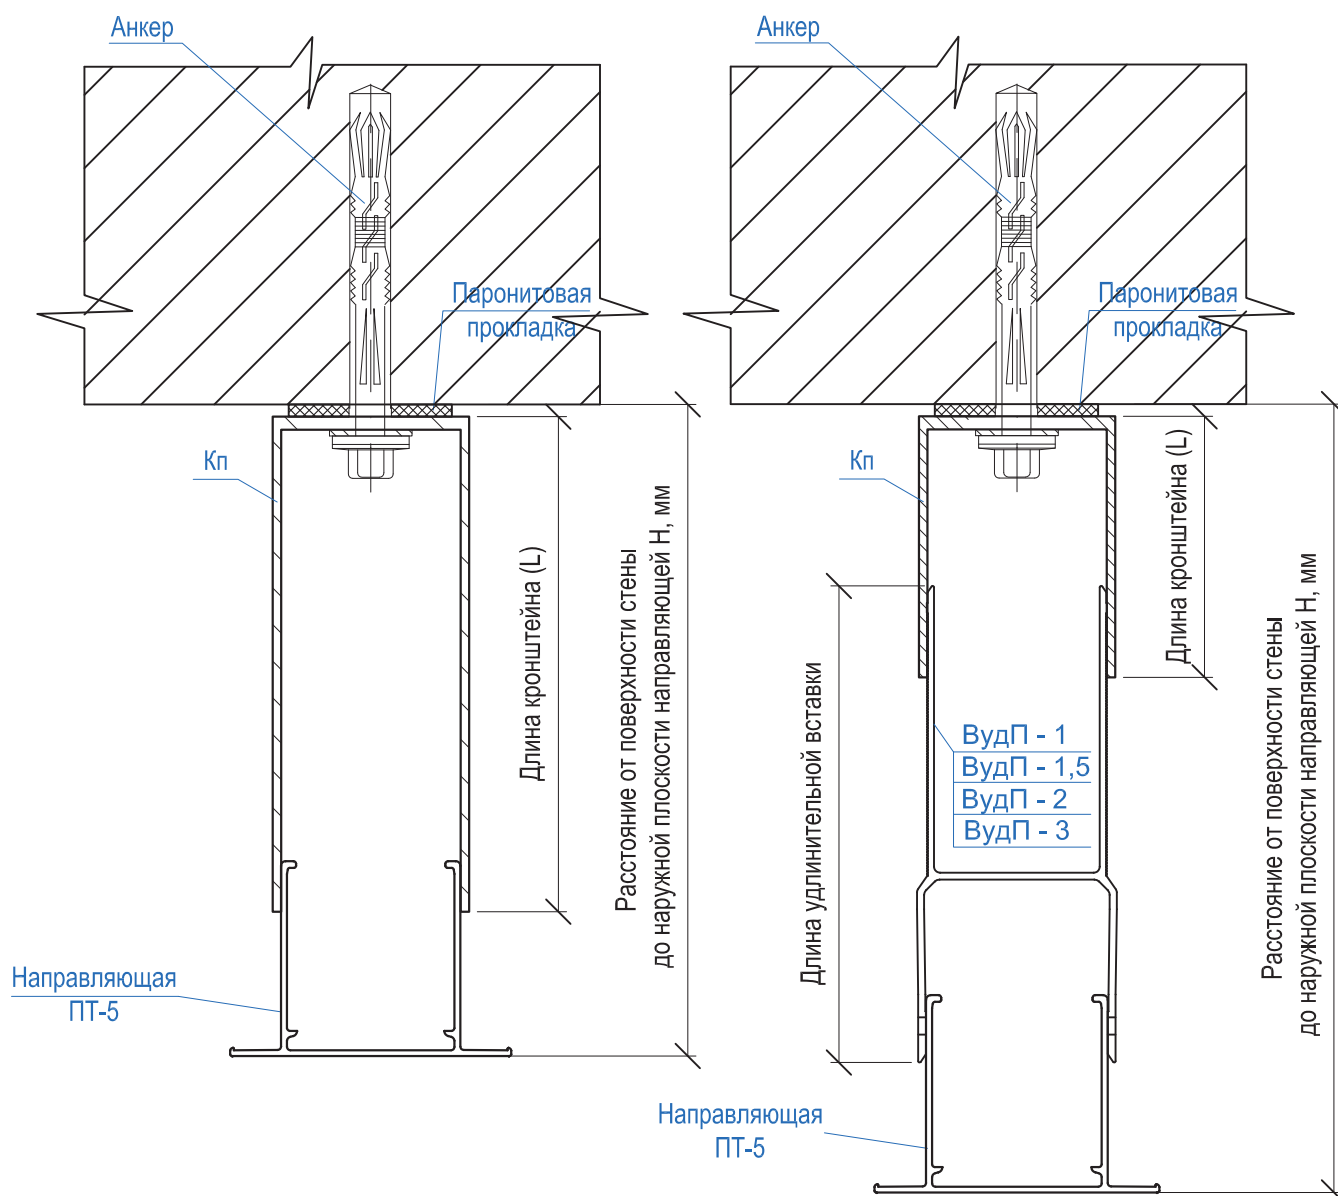 Анкер
Паронитовая
прокладка
Кп
Длина кронштейна (L)
Расстояние от поверхности стены
до наружной плоскости направляющей Н, мм
Направляющая
ПТ-5
Анкер
Паронитовая
прокладка
Кп
Длина кронштейна (L)
Длина удлинительной вставки
ВудП - 1
ВудП - 1,5
ВудП - 2
ВудП - 3
Расстояние от поверхности стены
до наружной плоскости направляющей Н, мм
Направляющая
ПТ-5